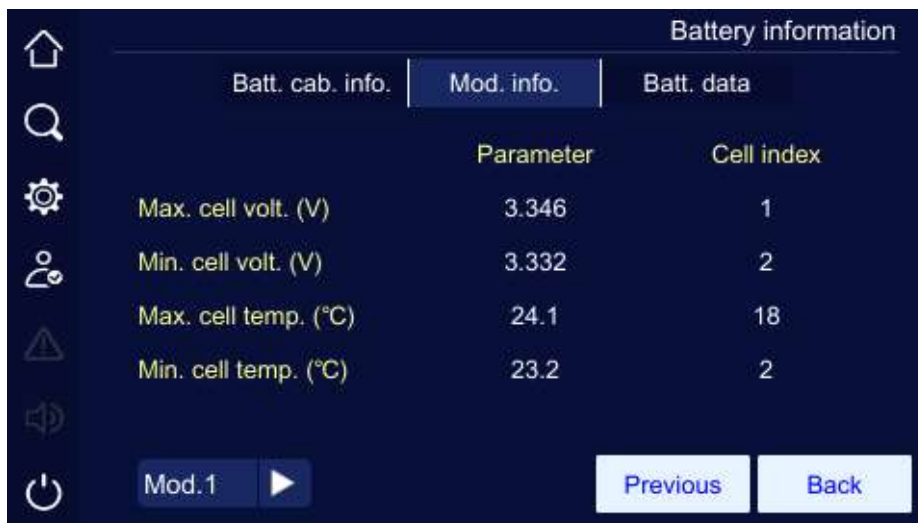 Battery information
Batt. cab. info. Mod. info. Batt. data
Parameter Cell index
Max. cell volt. (V) 3.346 1
Min. cell volt. (V) 3.332 2
Max. cell temp. (℃) 24.1 18
Min. cell temp. (℃) 23.2 2
Mod.1 Previous Back